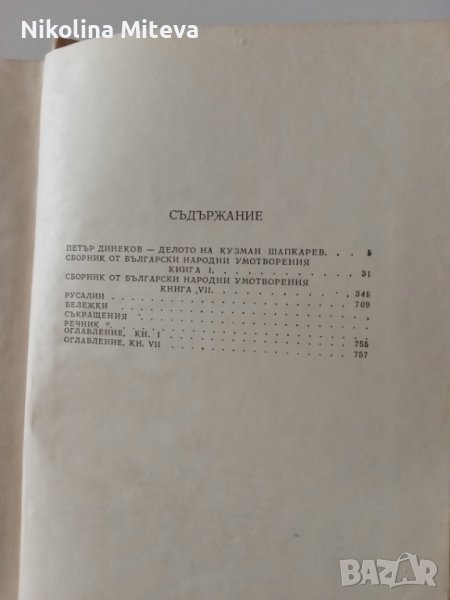 Nikolina Miteva
СЪДЪРЖАНИЕ
ПЕТЪР ДИНЕКОВ — ДЕЛОТО НА КУЗМАН ШАПКАРЕВ. . . 5
СБОРНИК ОТ БЪЛГАРСКИ НАРОДНИ УМОТВОРЕНИЯ
КНИГА I. . . . . . . . . . . . . 31
СБОРНИК ОТ БЪЛГАРСКИ НАРОДНИ УМОТВОРЕНИЯ
КНИГА VII. . . . . . . . . . . . 345
РУСАЛИИ . . . . . . . . . . . . . . 709
БЕЛЕЖКИ . . . . . . . . . . . . . .
СЪКРАЩЕНИЯ . . . . . . . . . . . . .
РЕЧНИК . . . . . . . . . . . . . . .
ОГЛАВЛЕНИЕ, КН. I . . . . . . . . . . 755
ОГЛАВЛЕНИЕ, КН. VII . . . . . . . . . 757
BAZAR